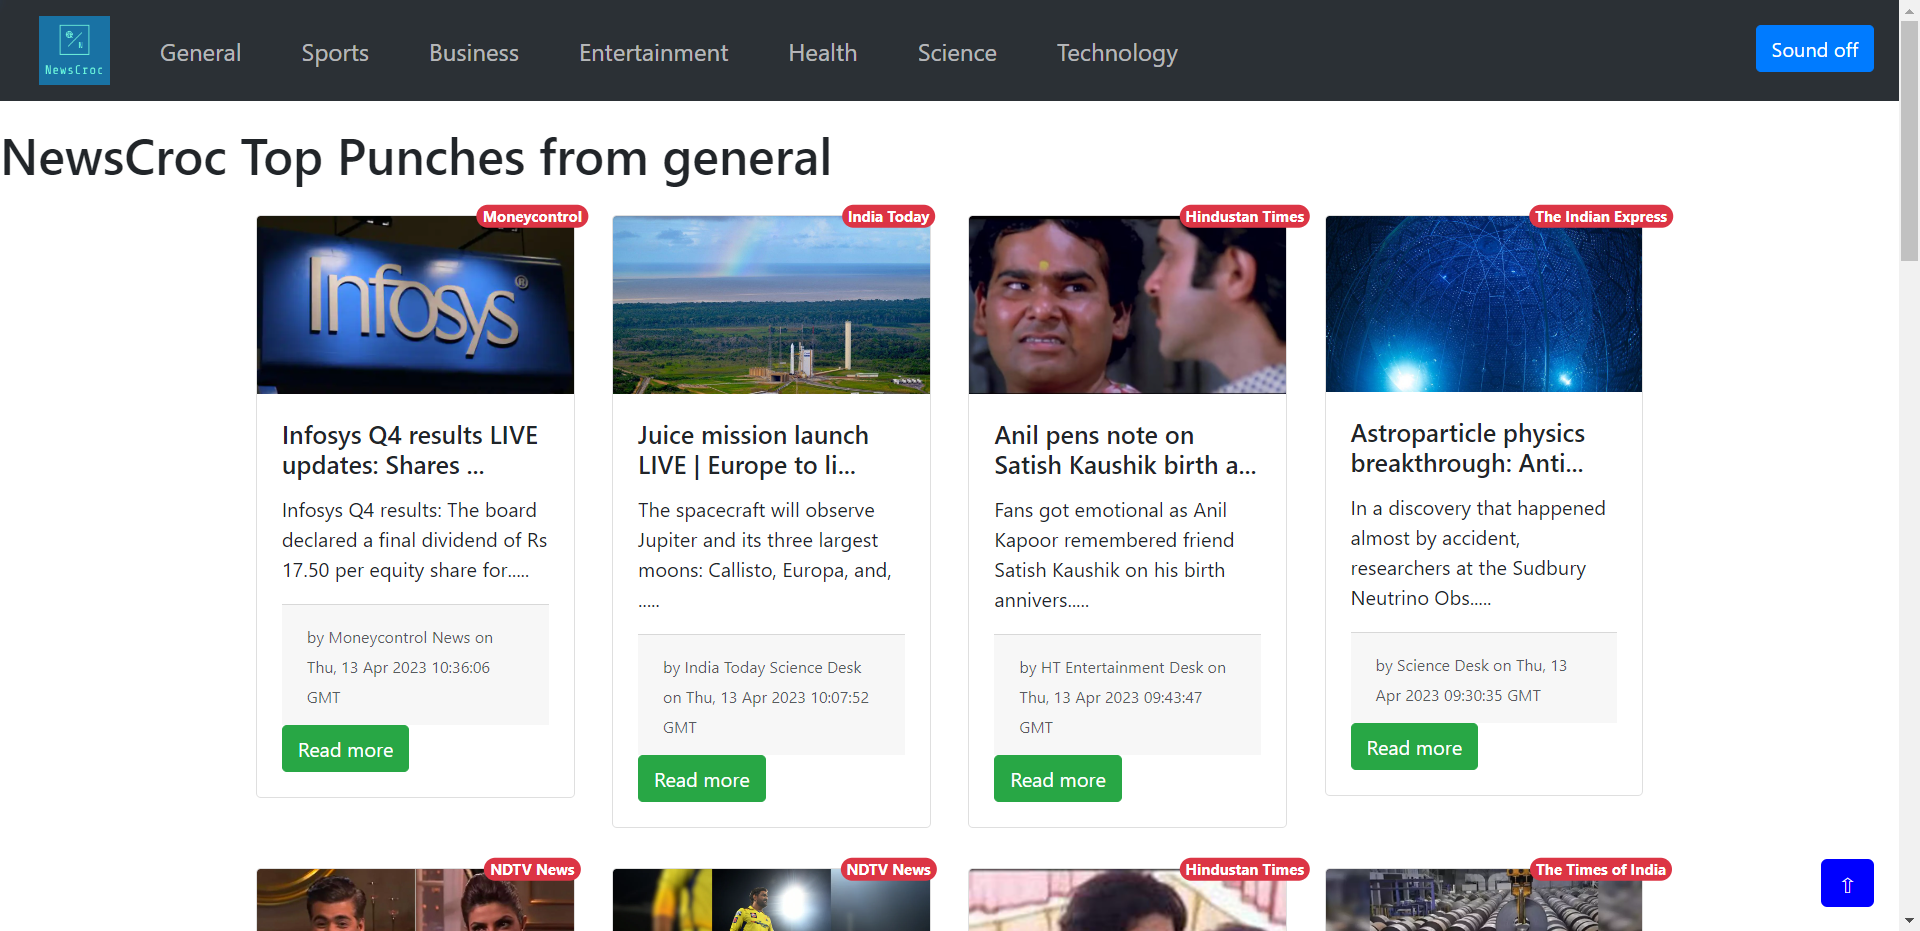 NewsCroc
General
Sports
Business
Entertainment
Health
Science
Technology
Sound off
NewsCroc Top Punches from general
Moneycontrol
Infosys®
Infosys Q4 results LIVE
updates: Shares ...
Infosys Q4 results: The board
declared a final dividend of Rs
17.50 per equity share for.....
by Moneycontrol News on
Thu, 13 Apr 2023 10:36:06
GMT
Read more
India Today
Juice mission launch
LIVE | Europe to li...
The spacecraft will observe
Jupiter and its three largest
moons: Callisto, Europa, and,
.....
by India Today Science Desk
on Thu, 13 Apr 2023 10:07:52
GMT
Read more
Hindustan Times
Anil pens note on
Satish Kaushik birth a...
Fans got emotional as Anil
Kapoor remembered friend
Satish Kaushik on his birth
annivers.....
by HT Entertainment Desk on
Thu, 13 Apr 2023 09:43:47
GMT
Read more
The Indian Express
Astroparticle physics
breakthrough: Anti...
In a discovery that happened
almost by accident,
researchers at the Sudbury
Neutrino Obs.....
by Science Desk on Thu, 13
Apr 2023 09:30:35 GMT
Read more
NDTV News
NDTV News
Hindustan Times
The Times of India
⇧